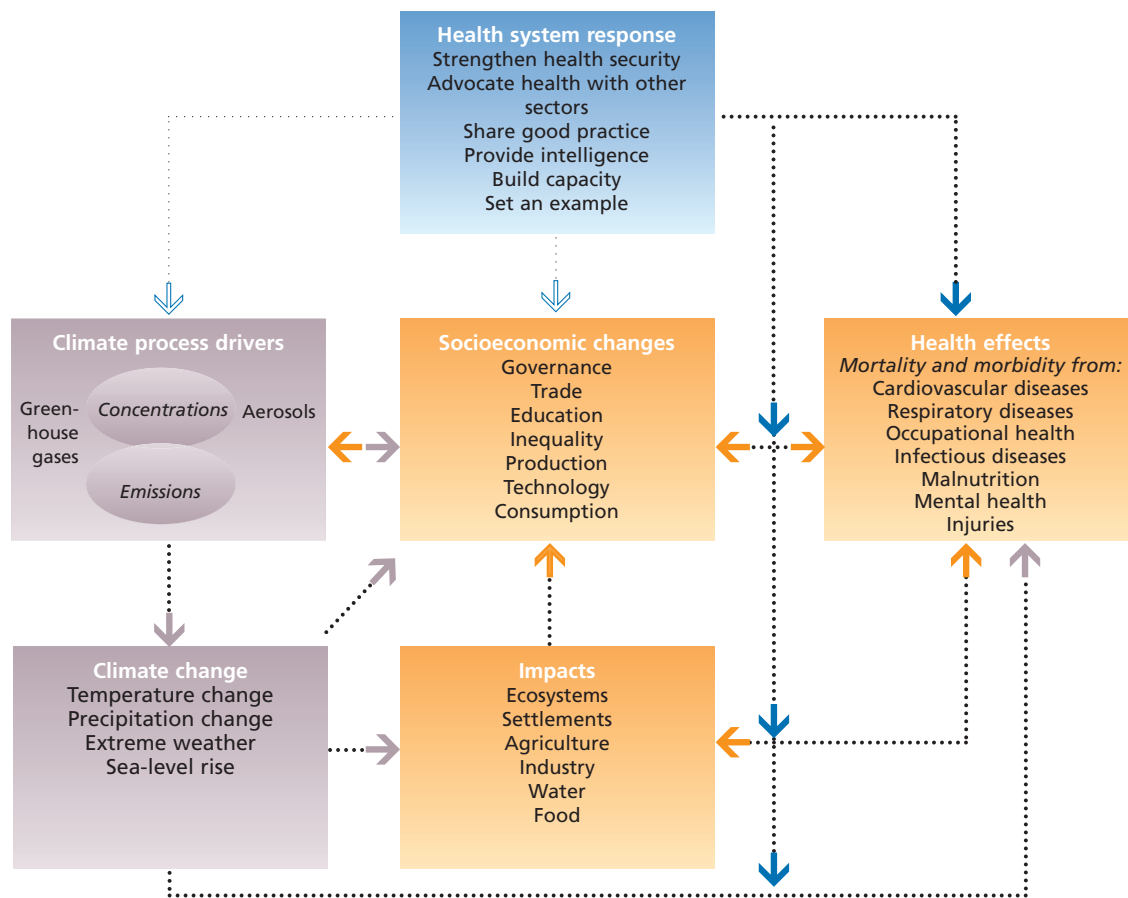 Health system response
Strengthen health security
Advocate health with other
sectors
Share good practice
Provide intelligence
Build capacity
Set an example
Climate process drivers
Green-
house
gases
Concentrations
Aerosols
Emissions
Socioeconomic changes
Governance
Trade
Education
Inequality
Production
Technology
Consumption
Health effects
Mortality and morbidity from:
Cardiovascular diseases
Respiratory diseases
Occupational health
Infectious diseases
Malnutrition
Mental health
Injuries
Climate change
Temperature change
Precipitation change
Extreme weather
Sea-level rise
Impacts
Ecosystems
Settlements
Agriculture
Industry
Water
Food